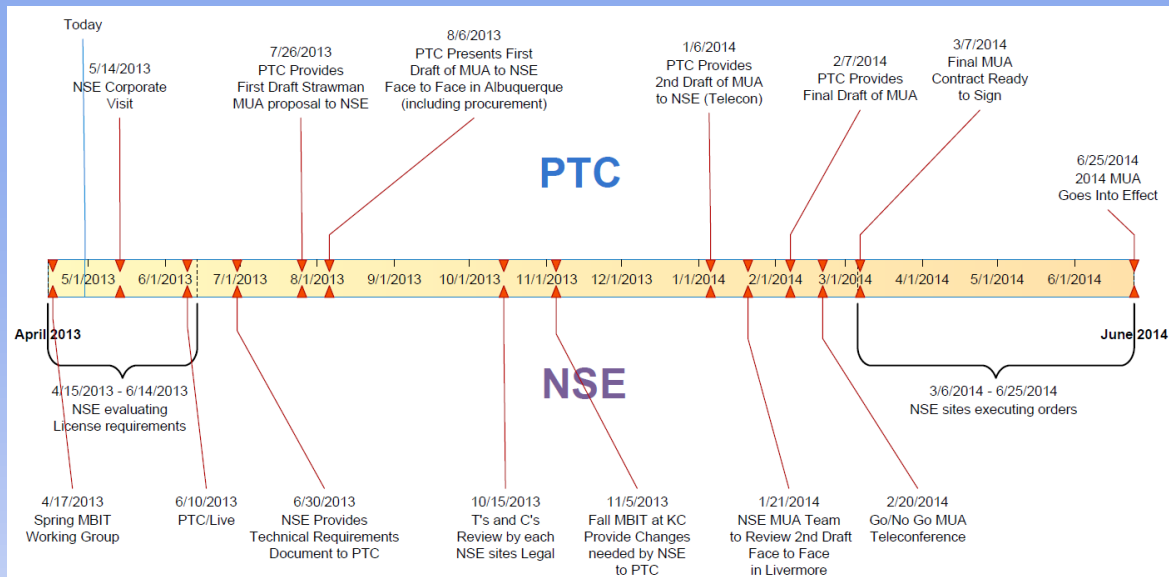 Today
5/14/2013
NSE Corporate
Visit
7/26/2013
PTC Provides
First Draft Strawman
MUA proposal to NSE
8/6/2013
PTC Presents First
Draft of MUA to NSE
Face to Face in Albuquerque
(including procurement)
1/6/2014
PTC Provides
2nd Draft of MUA
to NSE (Telecon)
2/7/2014
PTC Provides
Final Draft of MUA
3/7/2014
Final MUA
Contract Ready
to Sign
6/25/2014
2014 MUA
Goes Into Effect
PTC
5/1/2013 6/1/2013 7/1/2013 8/1/2013 9/1/2013 10/1/2013 11/1/2013 12/1/2013 1/1/2014 2/1/2014 3/1/2014 4/1/2014 5/1/2014 6/1/2014
April 2013
June 2014
NSE
4/15/2013 - 6/14/2013
NSE evaluating
License requirements
3/6/2014 - 6/25/2014
NSE sites executing orders
4/17/2013
Spring MBIT
Working Group
6/10/2013
PTC/Live
6/30/2013
NSE Provides
Technical Requirements
Document to PTC
10/15/2013
T's and C's
Review by each
NSE sites Legal
11/5/2013
Fall MBIT at KC
Provide Changes
needed by NSE
to PTC
1/21/2014
NSE MUA Team
to Review 2nd Draft
Face to Face
in Livermore
2/20/2014
Go/No Go MUA
Teleconference